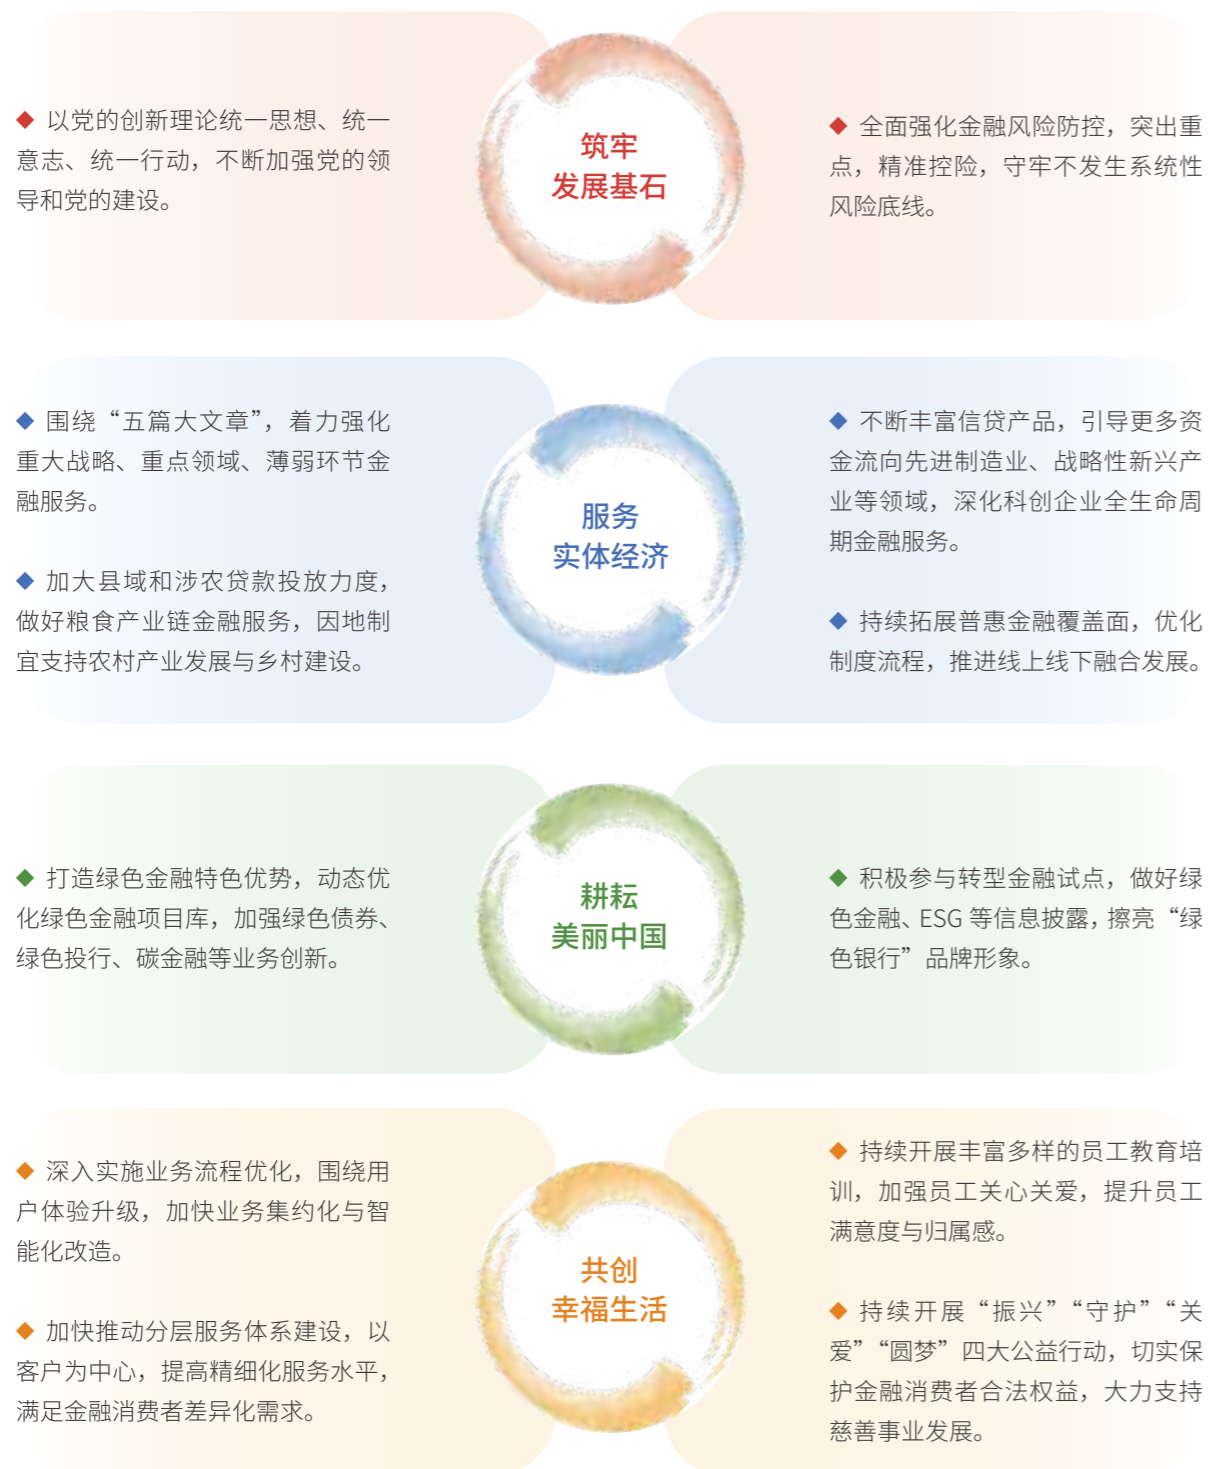 ◆ 以党的创新理论统一思想、统一
意志、统一行动，不断加强党的领
导和党的建设。
筑牢
发展基石
◆ 全面强化金融风险防控，突出重
点，精准控险，守牢不发生系统性
风险底线。
◆ 围绕“五篇大文章”，着力强化
重大战略、重点领域、薄弱环节金
融服务。
◆ 加大县域和涉农贷款投放力度，
做好粮食产业链金融服务，因地制
宜支持农村产业发展与乡村建设。
服务
实体经济
◆ 不断丰富信贷产品，引导更多资
金流向先进制造业、战略性新兴产
业等领域，深化科创企业全生命周
期金融服务。
◆ 持续拓展普惠金融覆盖面，优化
制度流程，推进线上线下融合发展。
◆ 打造绿色金融特色优势，动态优
化绿色金融项目库，加强绿色债券、
绿色投行、碳金融等业务创新。
耕耘
美丽中国
◆ 积极参与转型金融试点，做好绿
色金融、ESG 等信息披露，擦亮“绿
色银行”品牌形象。
◆ 深入实施业务流程优化，围绕用
户体验升级，加快业务集约化与智
能化改造。
◆ 加快推动分层服务体系建设，以
客户为中心，提高精细化服务水平，
满足金融消费者差异化需求。
共创
幸福生活
◆ 持续开展丰富多样的员工教育培
训，加强员工关心关爱，提升员工
满意度与归属感。
◆ 持续开展“振兴”“守护”“关
爱”“圆梦”四大公益行动，切实保
护金融消费者合法权益，大力支持
慈善事业发展。